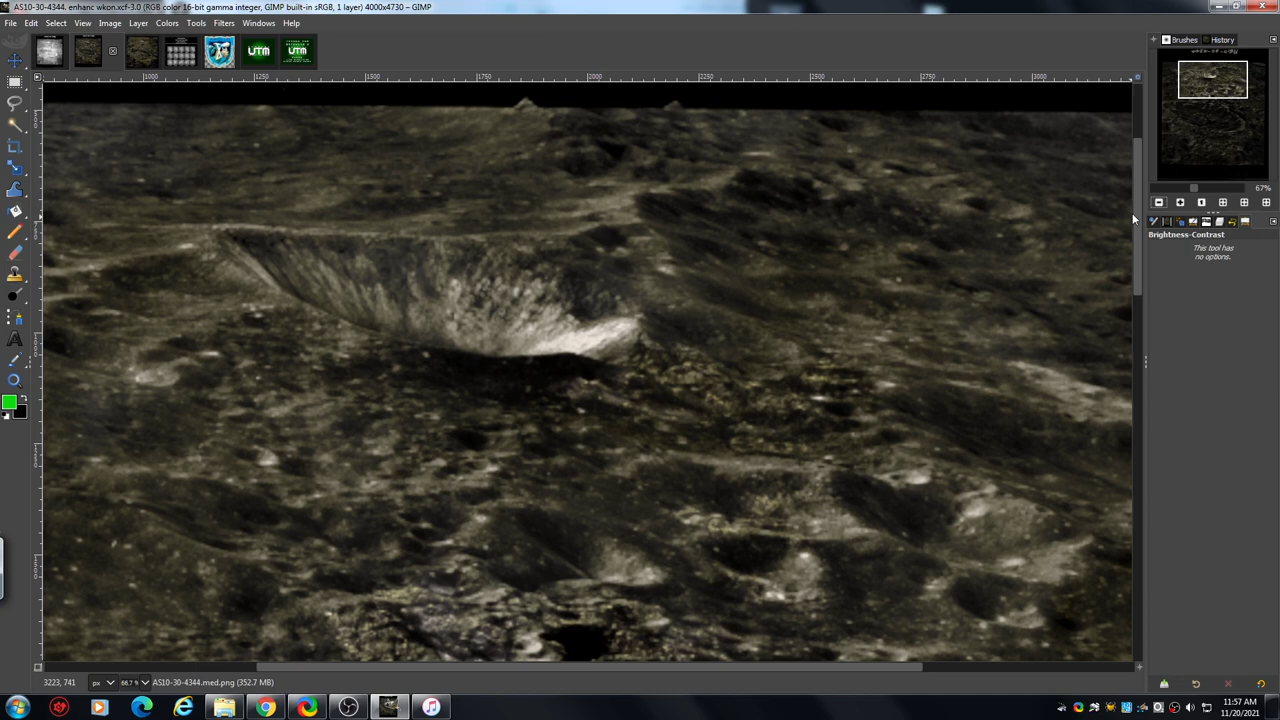 AS10-30-4344. enhanc wkon.xcf-3.0 (RGB color 16-bit gamma integer, GIMP built-in sRGB, 1 layer) 4000x4730 – GIMP
File Edit Select View Image Layer Colors Tools Filters Windows Help
UTM UTM
Brushes History
1000 1250 1500 1750 2000 2250 2500 2750 3000
67%
Brightness-Contrast
This tool has
no options.
3223, 741 px 66.7 % AS10-30-4344.med.png (352.7 MB)
11:57 AM
11/20/2021